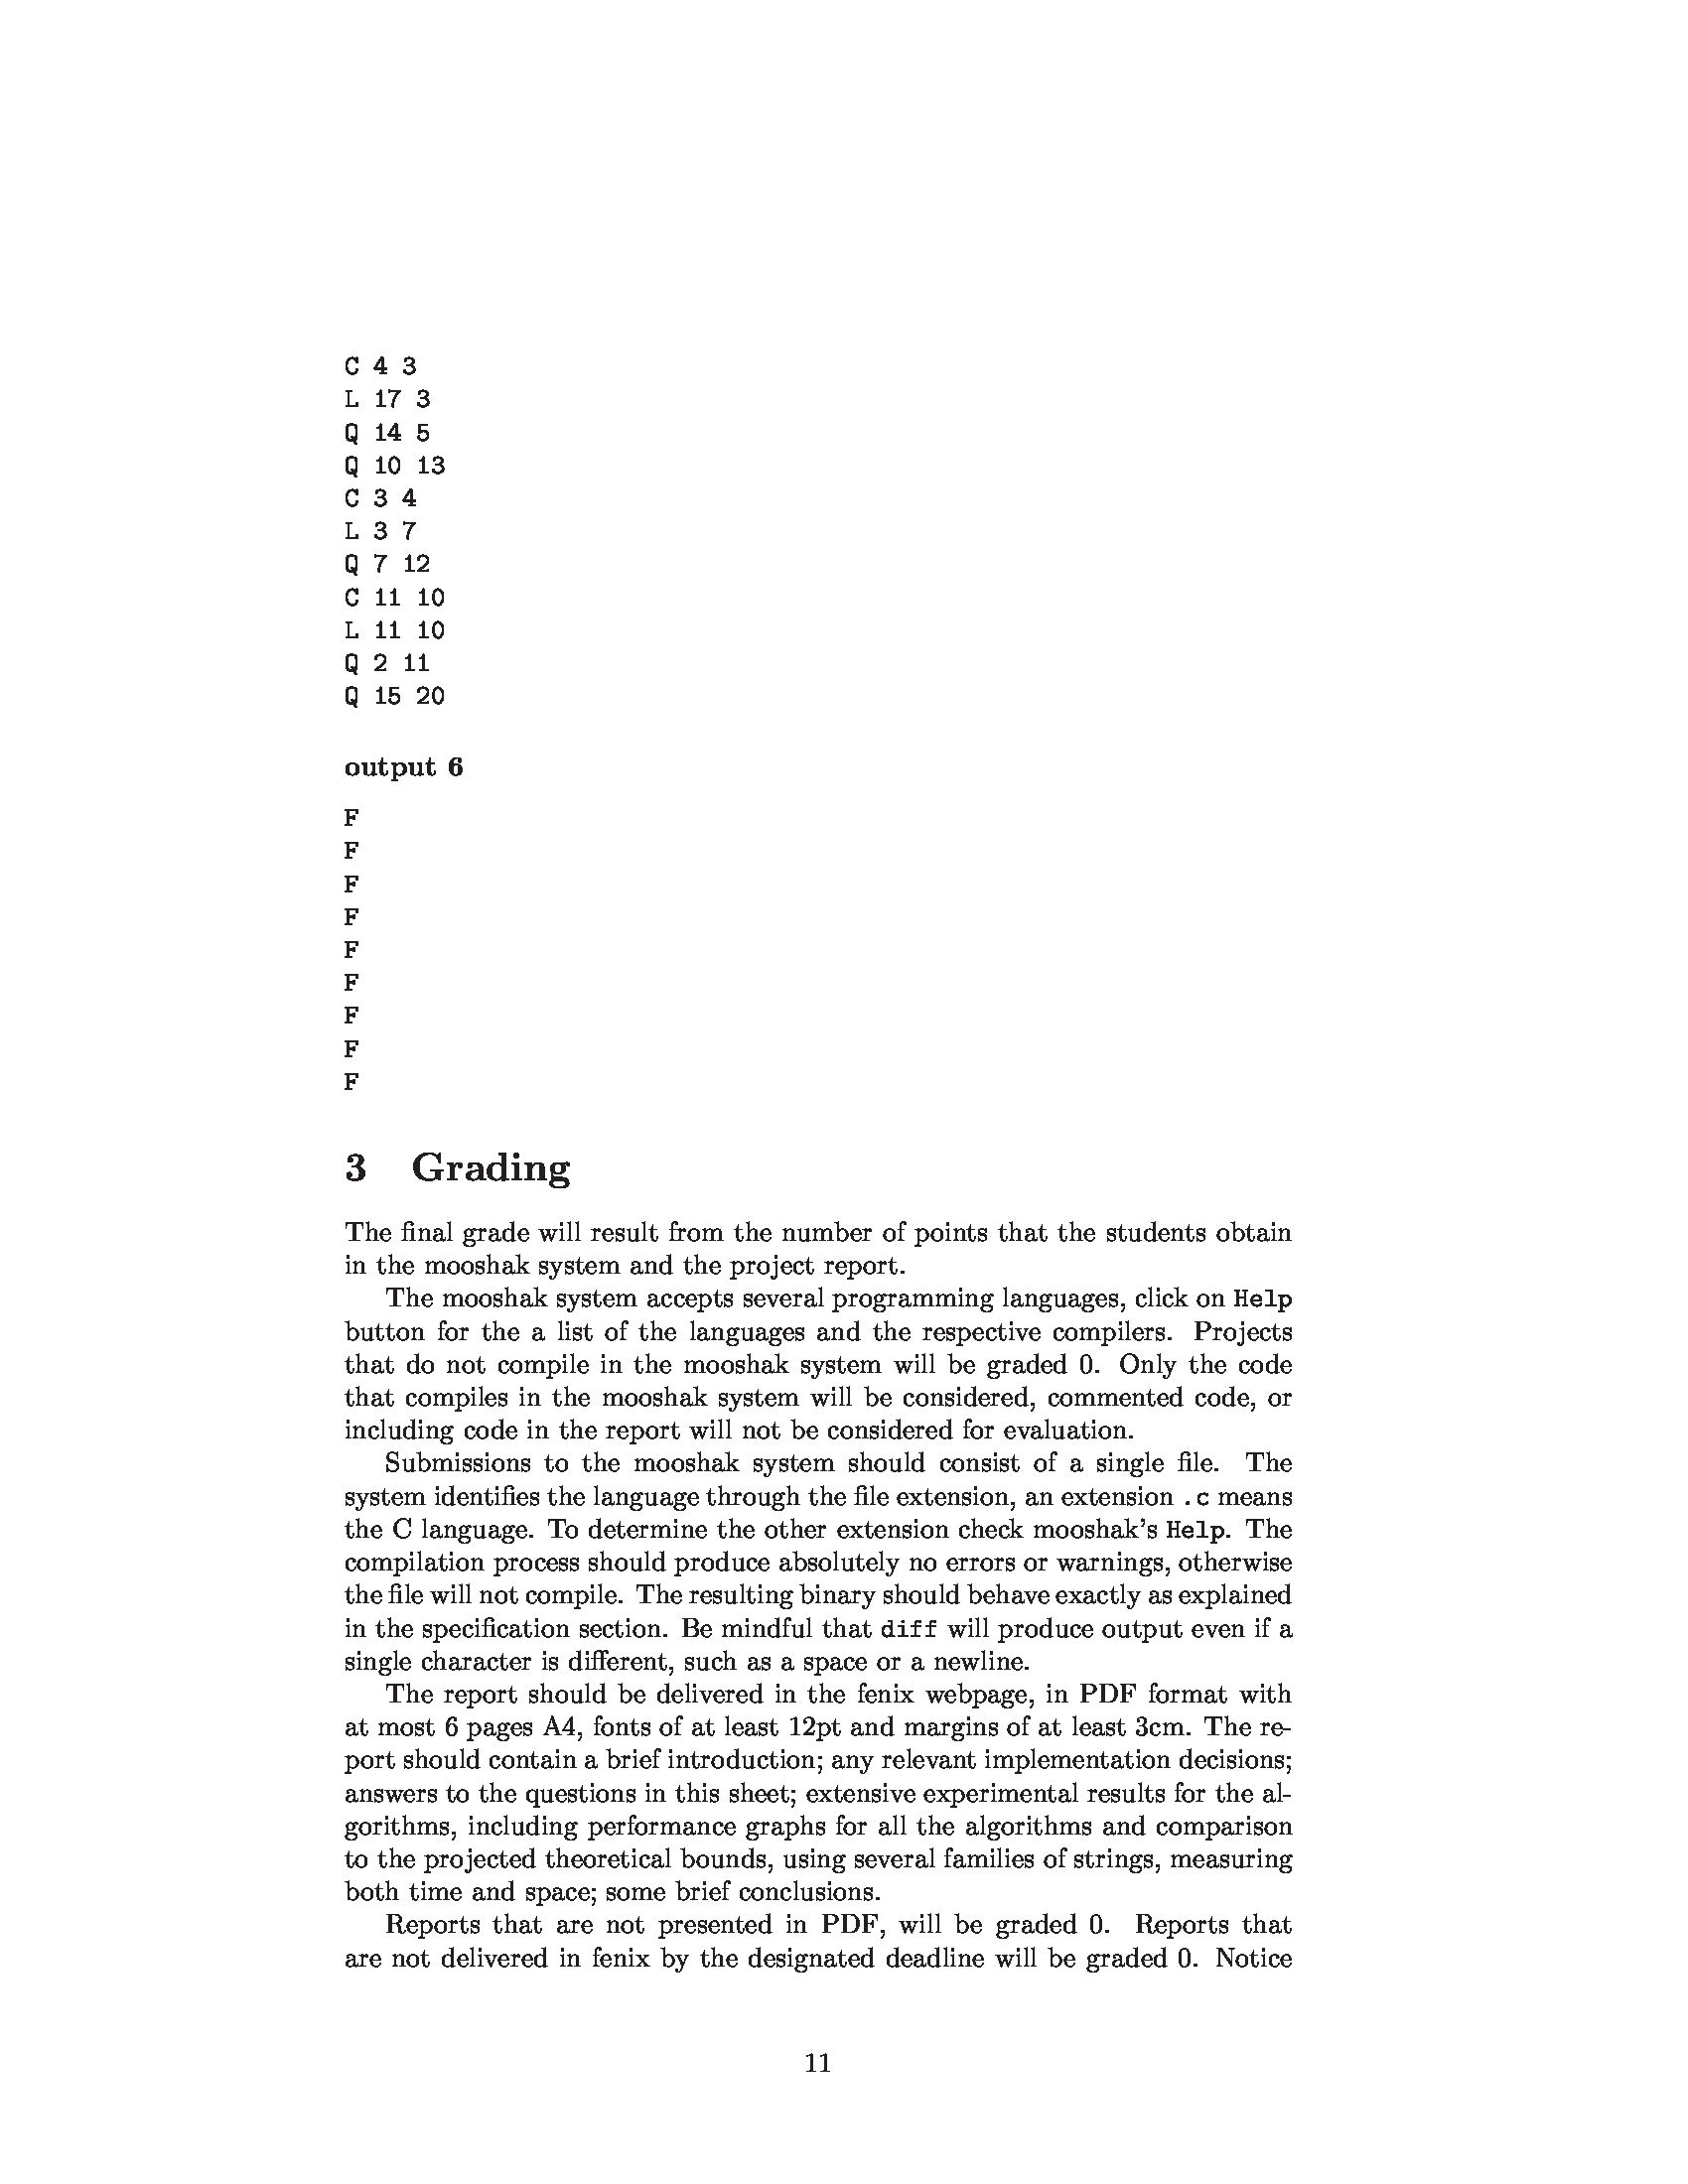 C 4 3
L 17 3
Q 14 5
Q 10 13
C 3 4
L 3 7
Q 7 12
C 11 10
L 11 10
Q 2 11
Q 15 20
output 6
F
F
F
F
F
F
F
F
F
3 Grading
The final grade will result from the number of points that the students obtain
in the mooshak system and the project report.
The mooshak system accepts several programming languages, click on Help
button for the a list of the languages and the respective compilers. Projects
that do not compile in the mooshak system will be graded 0. Only the code
that compiles in the mooshak system will be considered, commented code, or
including code in the report will not be considered for evaluation.
Submissions to the mooshak system should consist of a single file. The
system identifies the language through the file extension, an extension .c means
the C language. To determine the other extension check mooshak's Help. The
compilation process should produce absolutely no errors or warnings, otherwise
the file will not compile. The resulting binary should behave exactly as explained
in the specification section. Be mindful that diff will produce output even if a
single character is different, such as a space or a newline.
The report should be delivered in the fenix webpage, in PDF format with
at most 6 pages A4, fonts of at least 12pt and margins of at least 3cm. The re-
port should contain a brief introduction; any relevant implementation decisions;
answers to the questions in this sheet; extensive experimental results for the al-
gorithms, including performance graphs for all the algorithms and comparison
to the projected theoretical bounds, using several families of strings, measuring
both time and space; some brief conclusions.
Reports that are not presented in PDF, will be graded 0. Reports that
are not delivered in fenix by the designated deadline will be graded 0. Notice
11